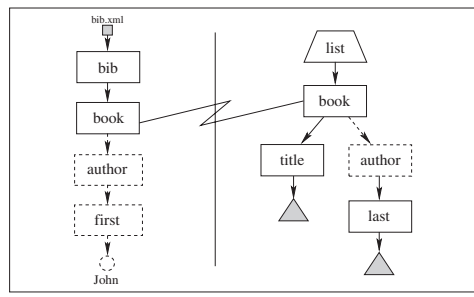 bib.xml
bib
book
author
first
John
list
book
title
author
last